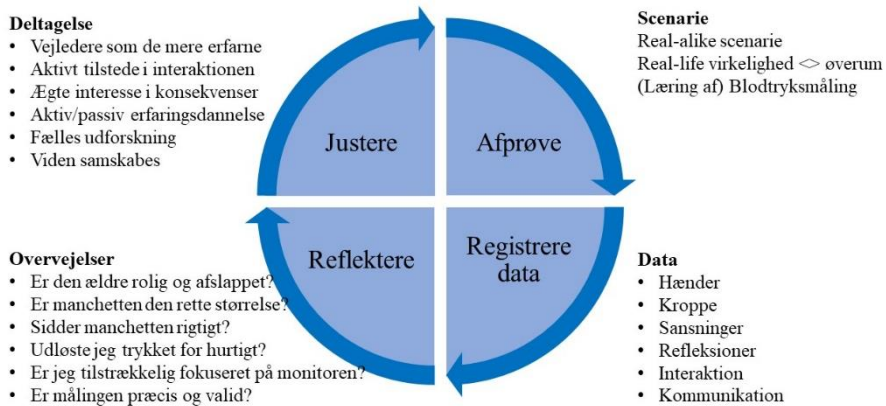 Deltagelse
• Vejledere som de mere erfarne
• Aktivt tilstede i interaktionen
• Ægte interesse i konsekvenser
• Aktiv/passiv erfaringsdannelse
• Fælles udforskning
• Viden samskabes
Scenarie
Real-alike scenarie
Real-life virkelighed <> øverum
(Læring af) Blodtryksmåling
Justere
Afprøve
Reflektere
Registrere
data
Overvejelser
• Er den ældre rolig og afslappet?
• Er manchetten den rette størrelse?
• Sidder manchetten rigtigt?
• Udløste jeg trykket for hurtigt?
• Er jeg tilstrækkelig fokuseret på monitoren?
• Er målingen præcis og valid?
Data
• Hænder
• Kroppe
• Sansninger
• Refleksioner
• Interaktion
• Kommunikation